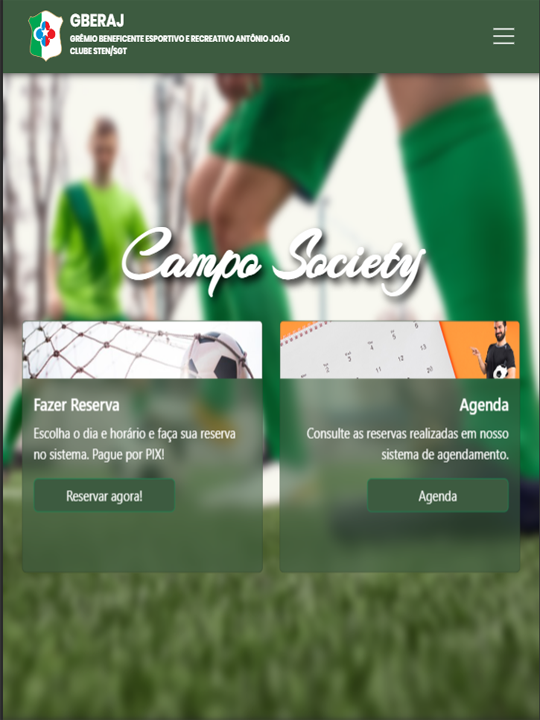 GBERAJ
GRÊMIO BENEFICENTE ESPORTIVO E RECREATIVO ANTÔNIO JOÃO
CLUBE STEN/SGT
Campo Society
Fazer Reserva
Escolha o dia e horário e faça sua reserva
no sistema. Pague por PIX!
Reservar agora!
Agenda
Consulte as reservas realizadas em nosso
sistema de agendamento.
Agenda